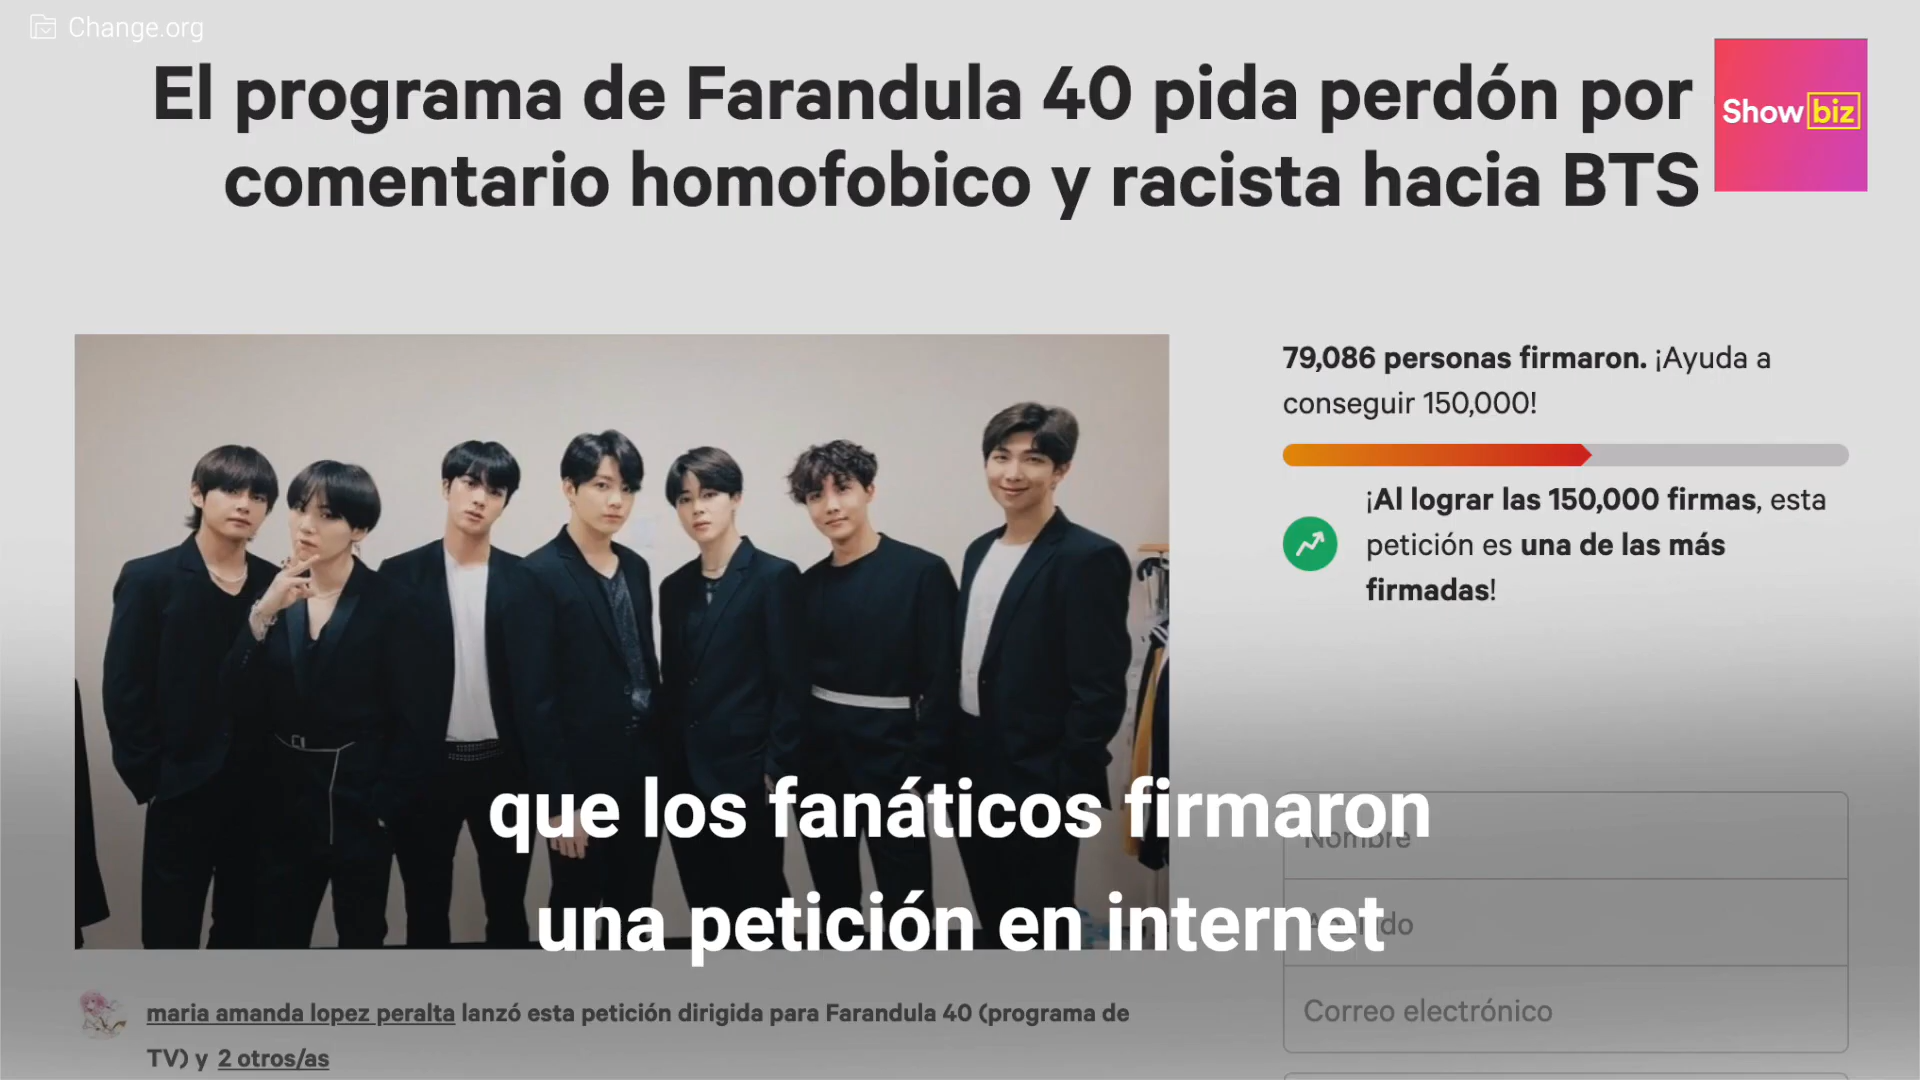 Change.org
El programa de Farandula 40 pida perdón por
comentario homofobico y racista hacia BTS
Showbiz
79,086 personas firmaron. ¡Ayuda a
conseguir 150,000!
¡Al lograr las 150,000 firmas, esta
petición es una de las más
firmadas!
que los fanáticos firmaron
una petición en internet
Nombre
Correo electrónico
maria amanda lopez peralta lanzó esta petición dirigida para Farandula 40 (programa de
TV) y 2 otros/as